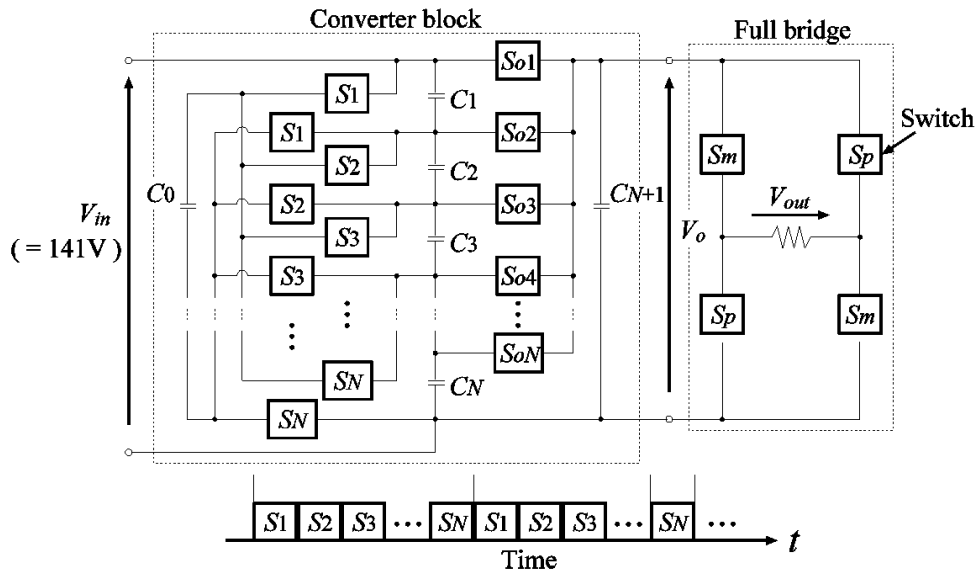 Converter block
Full bridge
So1
S1
C1
S1
So2
Switch
S2
Sm
Sp
C2
C0
CN+1
Vin
( = 141V )
S2
So3
Vout
S3
Vo
C3
S3
So4
Sp
Sm
SoN
SN
CN
SN
S1 S2 S3 ••• SN S1 S2 S3 ••• SN •••
Time
t